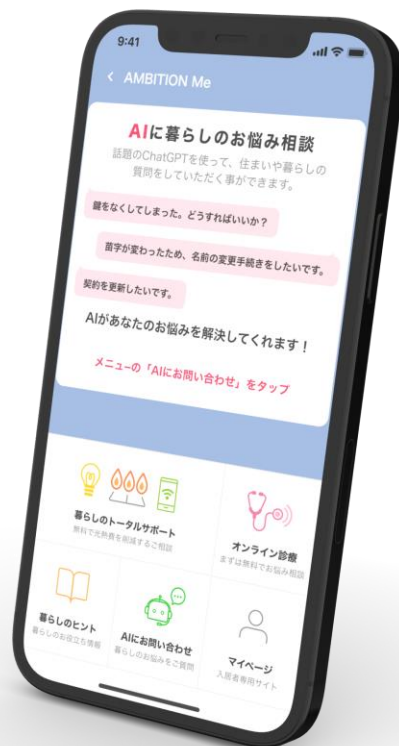 9:41
AMBITION Me
AIに暮らしのお悩み相談
話題のChatGPTを使って、住まいや暮らしの
質問をしていただく事ができます。
鍵をなくしてしまった。どうすればいいか？
苗字が変わったため、名前の変更手続きをしたいです。
契約を更新したいです。
AIがあなたのお悩みを解決してくれます！
メニューの「AIにお問い合わせ」をタップ
暮らしのトータルサポート
無料で光熱費を削減するご相談
オンライン診療
まずは無料でお悩み相談
暮らしのヒント
暮らしのお役立ち情報
AIにお問い合わせ
暮らしのお悩みをご質問
マイページ
入居者専用サイト